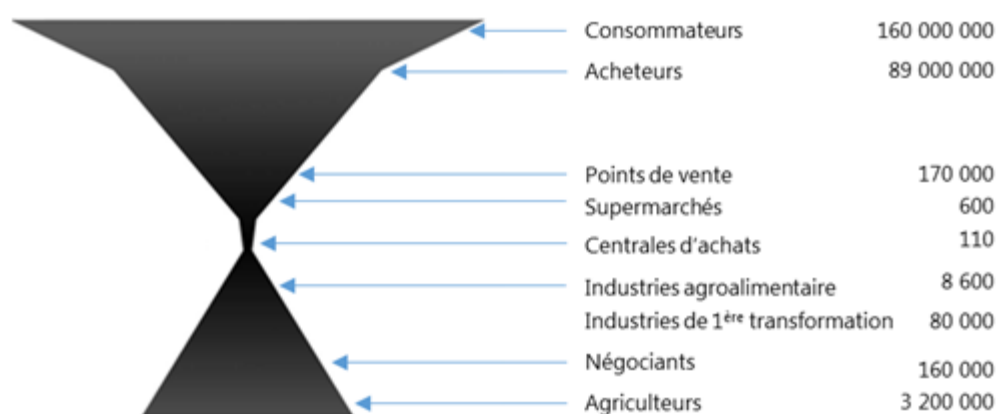 Consommateurs 160 000 000
Acheteurs 89 000 000
Points de vente 170 000
Supermarchés 600
Centrales d'achats 110
Industries agroalimentaire 8 600
Industries de 1ère transformation 80 000
Négociants 160 000
Agriculteurs 3 200 000